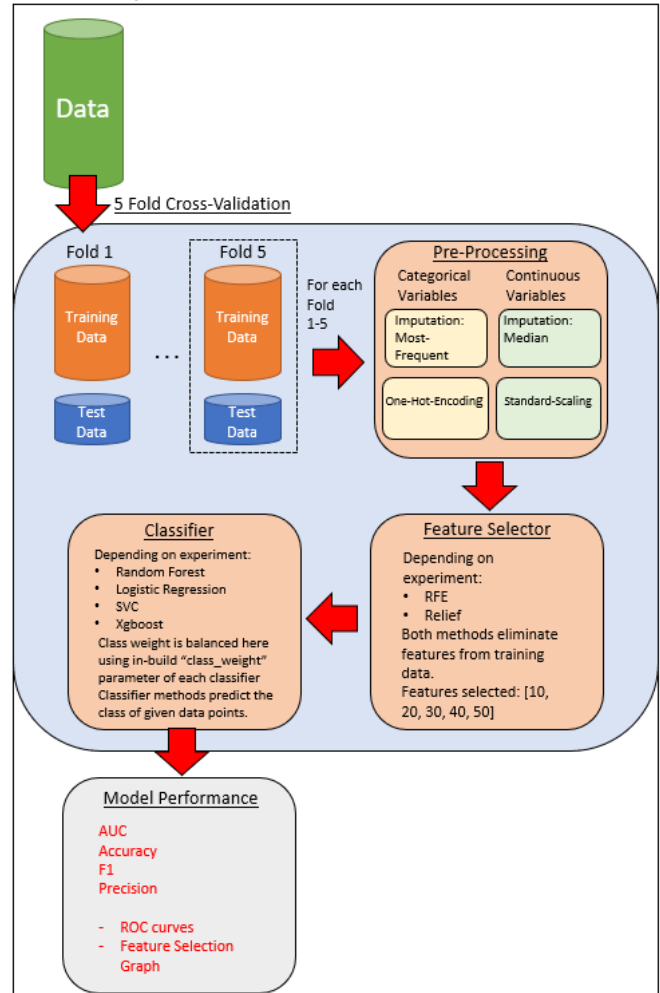 Data
5 Fold Cross-Validation
Fold 1
Training
Data
Test
Data
...
Fold 5
Training
Data
Test
Data
For each
Fold
1-5
Pre-Processing
Categorical
Variables
Imputation:
Most-
Frequent
One-Hot-Encoding
Continuous
Variables
Imputation:
Median
Standard-Scaling
Feature Selector
Depending on
experiment:
• RFE
• Relief
Both methods eliminate
features from training
data.
Features selected: [10,
20, 30, 40, 50]
Classifier
Depending on experiment:
• Random Forest
• Logistic Regression
• SVC
• Xgboost
Class weight is balanced here
using in-build “class_weight”
parameter of each classifier
Classifier methods predict the
class of given data points.
Model Performance
AUC
Accuracy
F1
Precision
- ROC curves
- Feature Selection
Graph